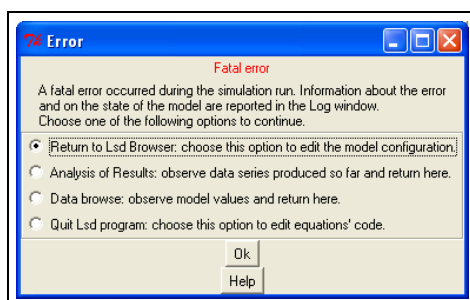 Error
Fatal error
A fatal error occurred during the simulation run. Information about the error
and on the state of the model are reported in the Log window.
Choose one of the following options to continue.
Return to Lsd Browser: choose this option to edit the model configuration.
Analysis of Results: observe data series produced so far and return here.
Data browse: observe model values and return here.
Quit Lsd program: choose this option to edit equations' code.
Ok
Help